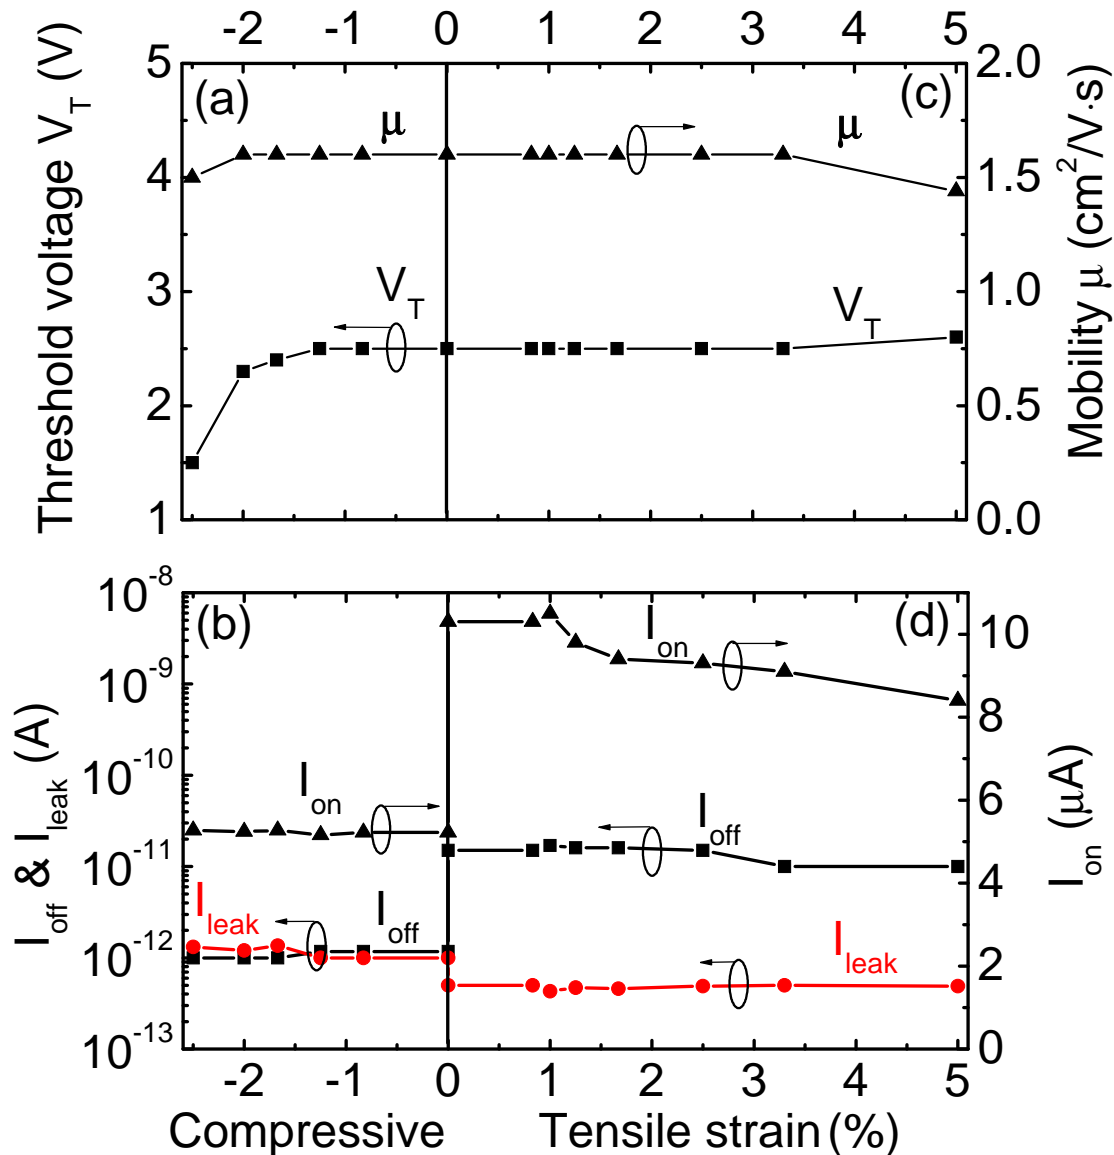 -2 -1 0 1 2 3 4 5
Threshold voltage V_T (V)
5
4
3
2
1
(a)
μ
V_T
(c)
μ
V_T
2.0
1.5
1.0
0.5
0.0
Mobility μ (cm²/V·s)
I_off & I_leak (A)
10⁻⁸
10⁻⁹
10⁻¹⁰
10⁻¹¹
10⁻¹²
10⁻¹³
(b)
I_on
I_leak
I_off
(d)
I_on
I_off
I_leak
10
8
6
4
2
0
I_on (μA)
-2 -1 0 1 2 3 4 5
Compressive Tensile strain (%)